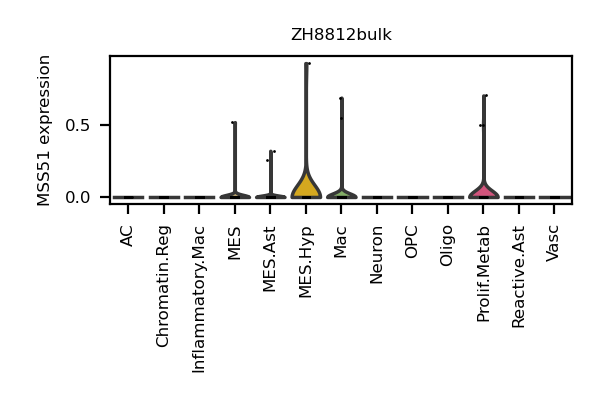 ZH8812bulk
MSS51 expression
0.5
0.0
AC
Chromatin.Reg
Inflammatory.Mac
MES
MES.Ast
MES.Hyp
Mac
Neuron
OPC
Oligo
Prolif.Metab
Reactive.Ast
Vasc